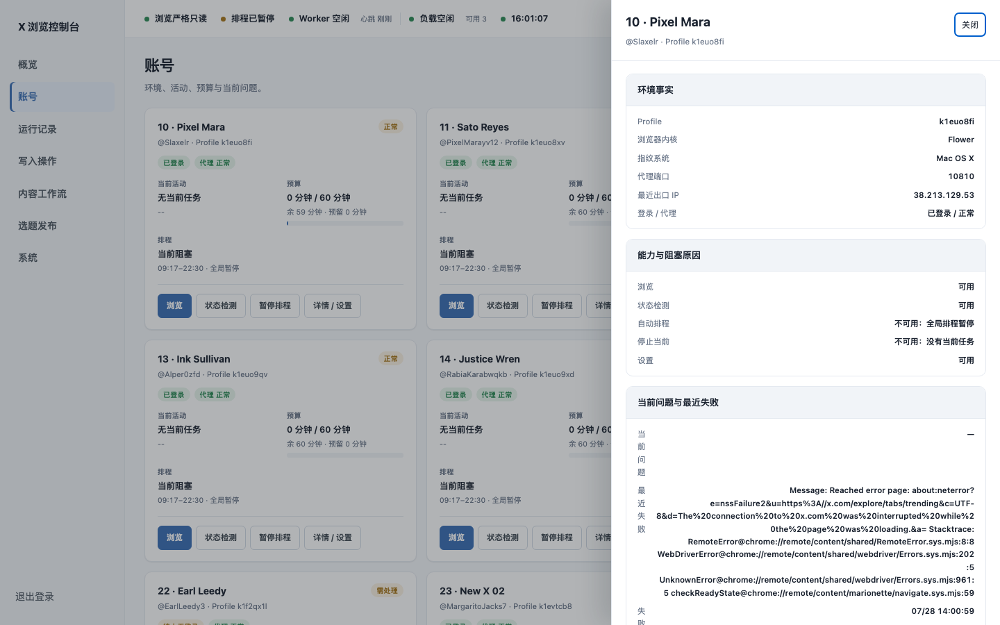 X 浏览控制台
概览
账号
运行记录
写入操作
内容工作流
选题发布
系统
退出登录
浏览严格只读
排程已暂停
Worker 空闲
心跳 刚刚
负载空闲
可用 3
16:01:07
账号
环境、活动、预算与当前问题。
10 · Pixel Mara
正常
@Slaxelr · Profile k1euo8fi
已登录
代理 正常
当前活动
无当前任务
--
预算
0 分钟 / 60 分钟
余 59 分钟 · 预留 0 分钟
排程
当前阻塞
09:17–22:30 · 全局暂停
浏览
状态检测
暂停排程
详情 / 设置
11 · Sato Reyes
@PixelMarayv12 · Profile k1euo8xv
已登录
代理 正常
当前活动
无当前任务
--
预算
0 分钟 / 60
余 60 分钟 ·
排程
当前阻塞
09:17–22:30 · 全局暂停
浏览
状态检测
暂停排程
详情
13 · Ink Sullivan
正常
@Alper0zfd · Profile k1euo9qv
已登录
代理 正常
当前活动
无当前任务
--
预算
0 分钟 / 60 分钟
余 60 分钟 · 预留 0 分钟
排程
当前阻塞
09:17–22:30 · 全局暂停
浏览
状态检测
暂停排程
详情 / 设置
14 · Justice Wren
@RabiaKarabwqkb · Profile k1euo9xd
已登录
代理 正常
当前活动
无当前任务
--
预算
0 分钟 / 60
余 60 分钟 ·
排程
当前阻塞
09:17–22:30 · 全局暂停
浏览
状态检测
暂停排程
详情
22 · Earl Leedy
需处理
@EarlLeedy3 · Profile k1f2qx1l
23 · New X 02
@MargaritoJacks7 · Profile k1evtcb8
10 · Pixel Mara
@Slaxelr · Profile k1euo8fi
关闭
环境事实
Profile
k1euo8fi
浏览器内核
Flower
指纹系统
Mac OS X
代理端口
10810
最近出口 IP
38.213.129.53
登录 / 代理
已登录 / 正常
能力与阻塞原因
浏览
可用
状态检测
可用
自动排程
不可用：全局排程暂停
停止当前
不可用：没有当前任务
设置
可用
当前问题与最近失败
当前问题
—
最近失败
Message: Reached error page: about:neterror?
e=nssFailure2&u=https%3A//x.com/explore/tabs/trending&c=UTF-
8&d=The%20connection%20to%20x.com%20was%20interrupted%20while%2
0the%20page%20was%20loading.&a= Stacktrace:
RemoteError@chrome://remote/content/shared/RemoteError.sys.mjs:8:8
WebDriverError@chrome://remote/content/shared/webdriver/Errors.sys.mjs:202
:5
UnknownError@chrome://remote/content/shared/webdriver/Errors.sys.mjs:961:
5 checkReadyState@chrome://remote/content/marionette/navigate.sys.mjs:59
失败
07/28 14:00:59